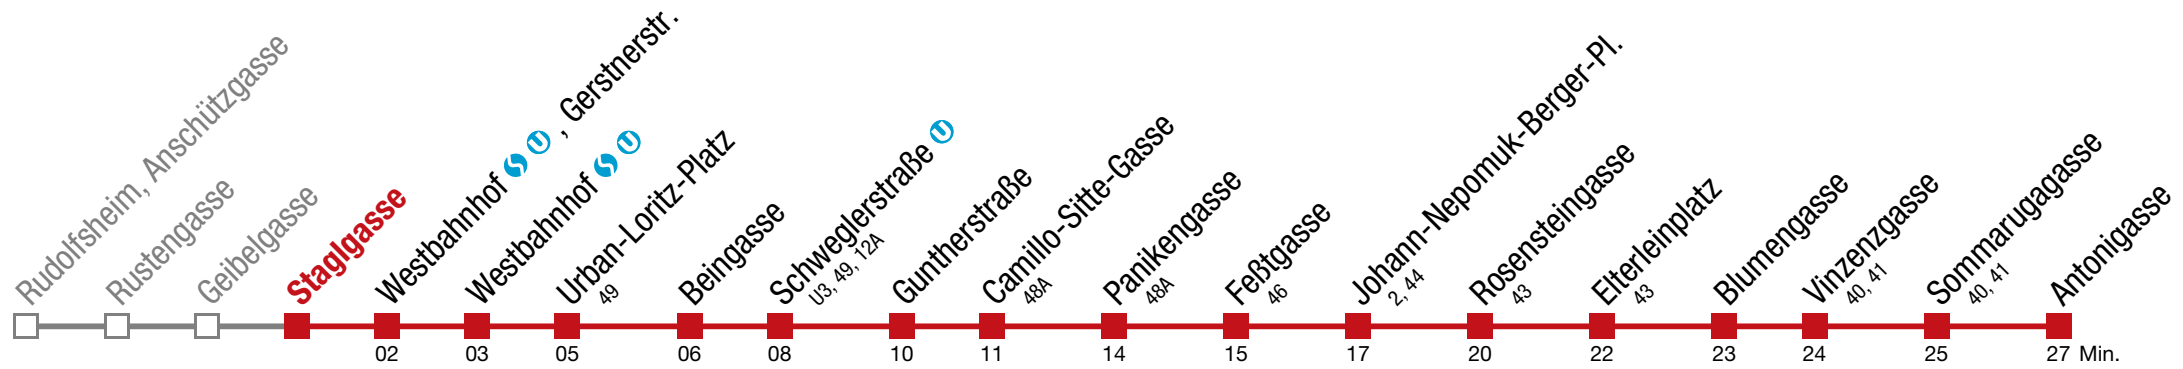 Rudolfsheim, Anschützgasse
Rustengasse
Geibelgasse
Staglgasse
Westbahnhof S U , Gerstnerstr.
Westbahnhof S U
Urban-Loritz-Platz
49
Beingasse
Schweglerstraße U
U3, 49, 12A
Guntherstraße
Camillo-Sitte-Gasse
48A
Panikengasse
48A
Feßtgasse
46
Johann-Nepomuk-Berger-Pl.
2, 44
Rosensteingasse
43
Elterleinplatz
43
Blumengasse
Vinzenzgasse
40, 41
Sommarugagasse
40, 41
Antonigasse
02 03 05 06 08 10 11 14 15 17 20 22 23 24 25 27 Min.